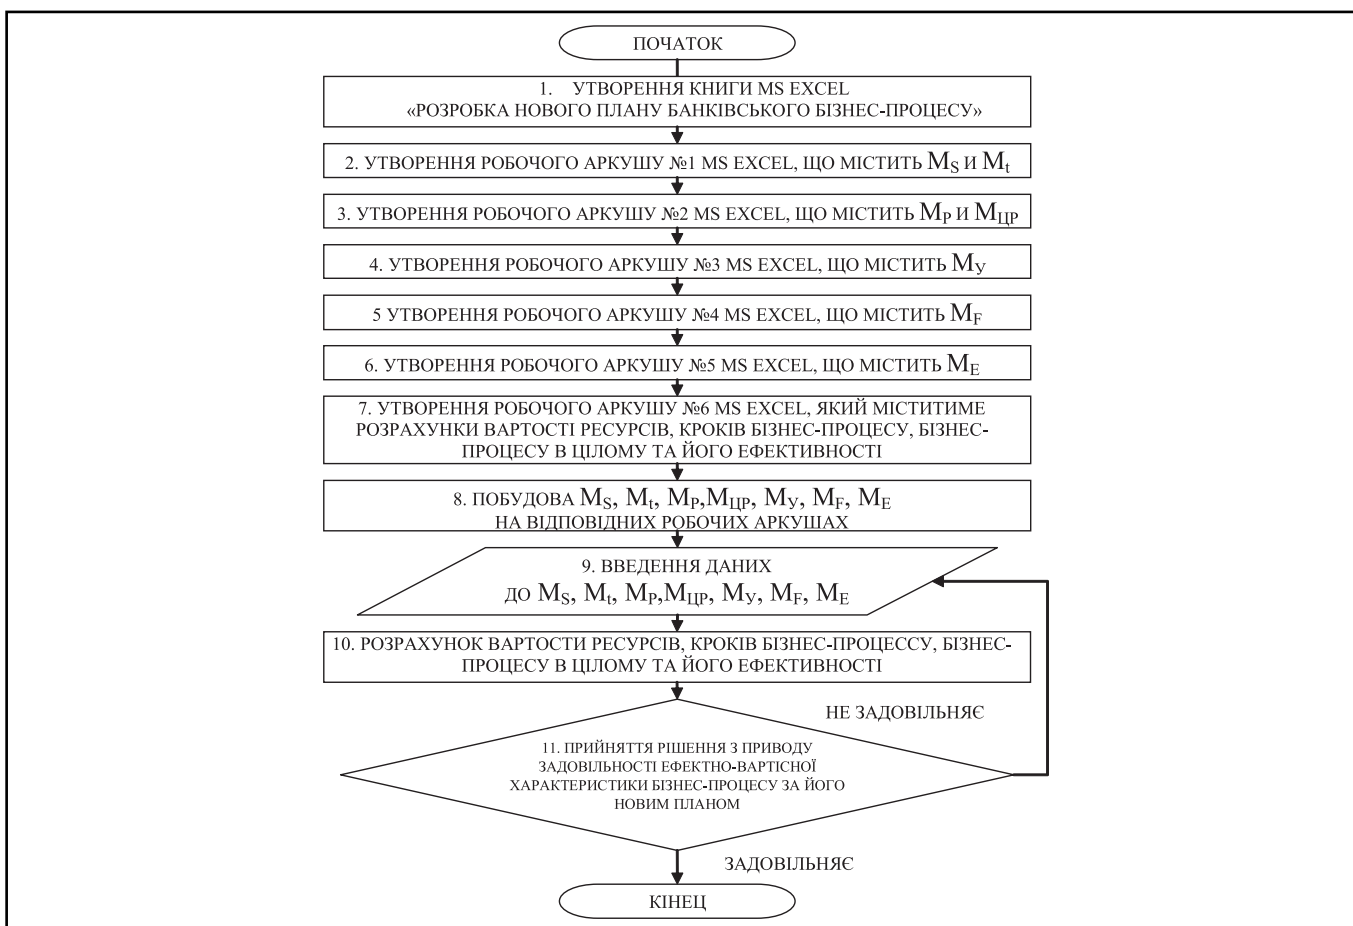 ПОЧАТОК
1. УТВОРЕННЯ КНИГИ MS EXCEL
«РОЗРОБКА НОВОГО ПЛАНУ БАНКІВСЬКОГО БІЗНЕС-ПРОЦЕСУ»
2. УТВОРЕННЯ РОБОЧОГО АРКУШУ №1 MS EXCEL, ЩО МІСТИТЬ MS И Mt
3. УТВОРЕННЯ РОБОЧОГО АРКУШУ №2 MS EXCEL, ЩО МІСТИТЬ MP И MЦР
4. УТВОРЕННЯ РОБОЧОГО АРКУШУ №3 MS EXCEL, ЩО МІСТИТЬ MУ
5 УТВОРЕННЯ РОБОЧОГО АРКУШУ №4 MS EXCEL, ЩО МІСТИТЬ MF
6. УТВОРЕННЯ РОБОЧОГО АРКУШУ №5 MS EXCEL, ЩО МІСТИТЬ ME
7. УТВОРЕННЯ РОБОЧОГО АРКУШУ №6 MS EXCEL, ЯКИЙ МІСТИТИМЕ
РОЗРАХУНКИ ВАРТОСТІ РЕСУРСІВ, КРОКІВ БІЗНЕС-ПРОЦЕСУ, БІЗНЕС-
ПРОЦЕСУ В ЦІЛОМУ ТА ЙОГО ЕФЕКТИВНОСТІ
8. ПОБУДОВА MS, Mt, MP,MЦР, MУ, MF, ME
НА ВІДПОВІДНИХ РОБОЧИХ АРКУШАХ
9. ВВЕДЕННЯ ДАНИХ
ДО MS, Mt, MP,MЦР, MУ, MF, ME
10. РОЗРАХУНОК ВАРТОСТИ РЕСУРСІВ, КРОКІВ БІЗНЕС-ПРОЦЕССУ, БІЗНЕС-
ПРОЦЕСУ В ЦІЛОМУ ТА ЙОГО ЕФЕКТИВНОСТІ
НЕ ЗАДОВІЛЬНЯЄ
11. ПРИЙНЯТТЯ РІШЕННЯ З ПРИВОДУ
ЗАДОВІЛЬНОСТІ ЕФЕКТНО-ВАРТІСНОЇ
ХАРАКТЕРИСТИКИ БІЗНЕС-ПРОЦЕСУ ЗА ЙОГО
НОВИМ ПЛАНОМ
ЗАДОВІЛЬНЯЄ
КІНЕЦ